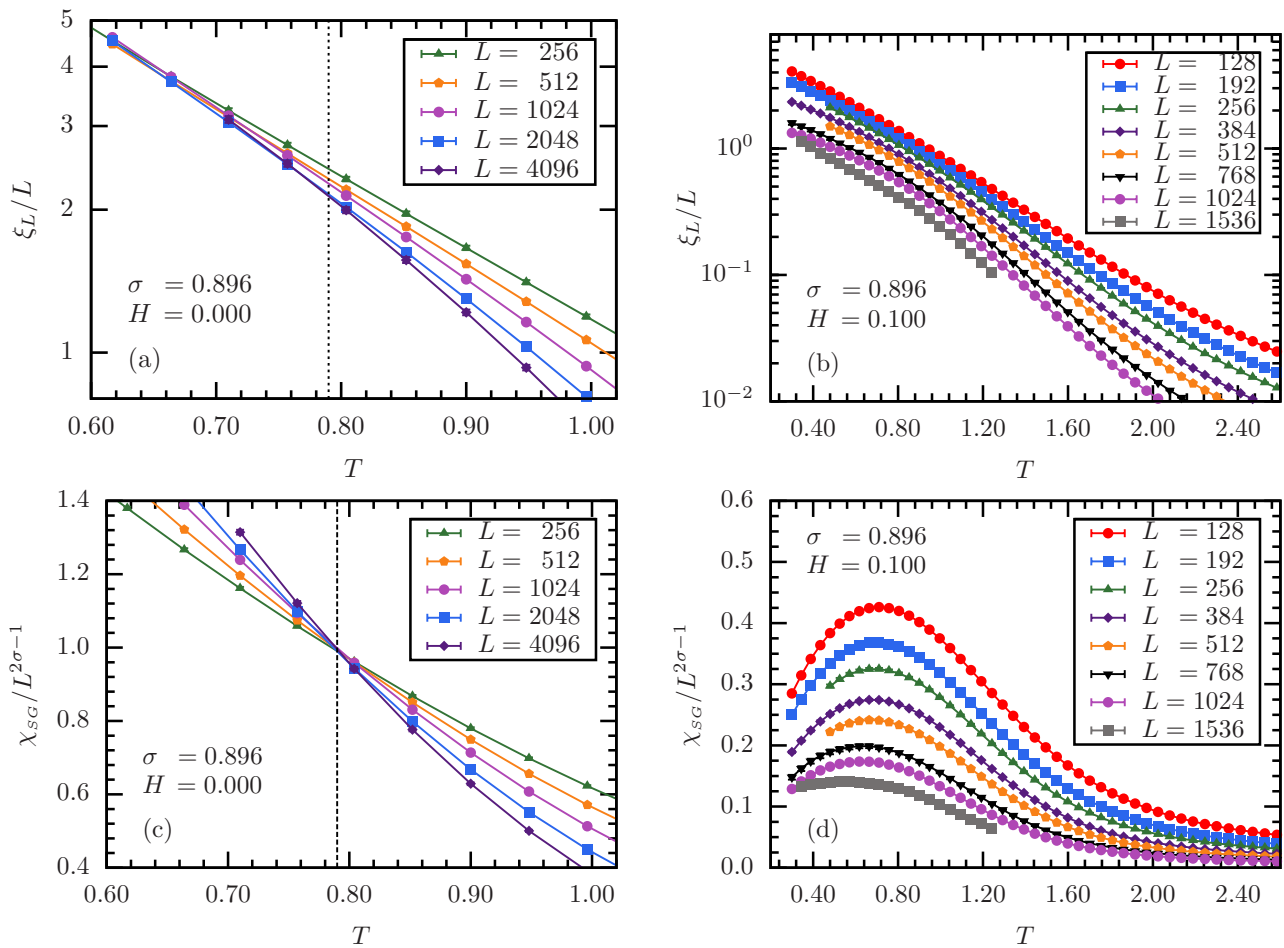 5
4
3
2
1
ξ_L/L
σ = 0.896
H = 0.000
(a)
L = 256
L = 512
L = 1024
L = 2048
L = 4096
0.60 0.70 0.80 0.90 1.00
T
10^0
10^−1
10^−2
ξ_L/L
σ = 0.896
H = 0.100
(b)
L = 128
L = 192
L = 256
L = 384
L = 512
L = 768
L = 1024
L = 1536
0.40 0.80 1.20 1.60 2.00 2.40
T
1.4
1.2
1.0
0.8
0.6
0.4
χ_SG/L^{2σ−1}
σ = 0.896
H = 0.000
(c)
L = 256
L = 512
L = 1024
L = 2048
L = 4096
0.60 0.70 0.80 0.90 1.00
T
0.6
0.5
0.4
0.3
0.2
0.1
0.0
χ_SG/L^{2σ−1}
σ = 0.896
H = 0.100
(d)
L = 128
L = 192
L = 256
L = 384
L = 512
L = 768
L = 1024
L = 1536
0.40 0.80 1.20 1.60 2.00 2.40
T